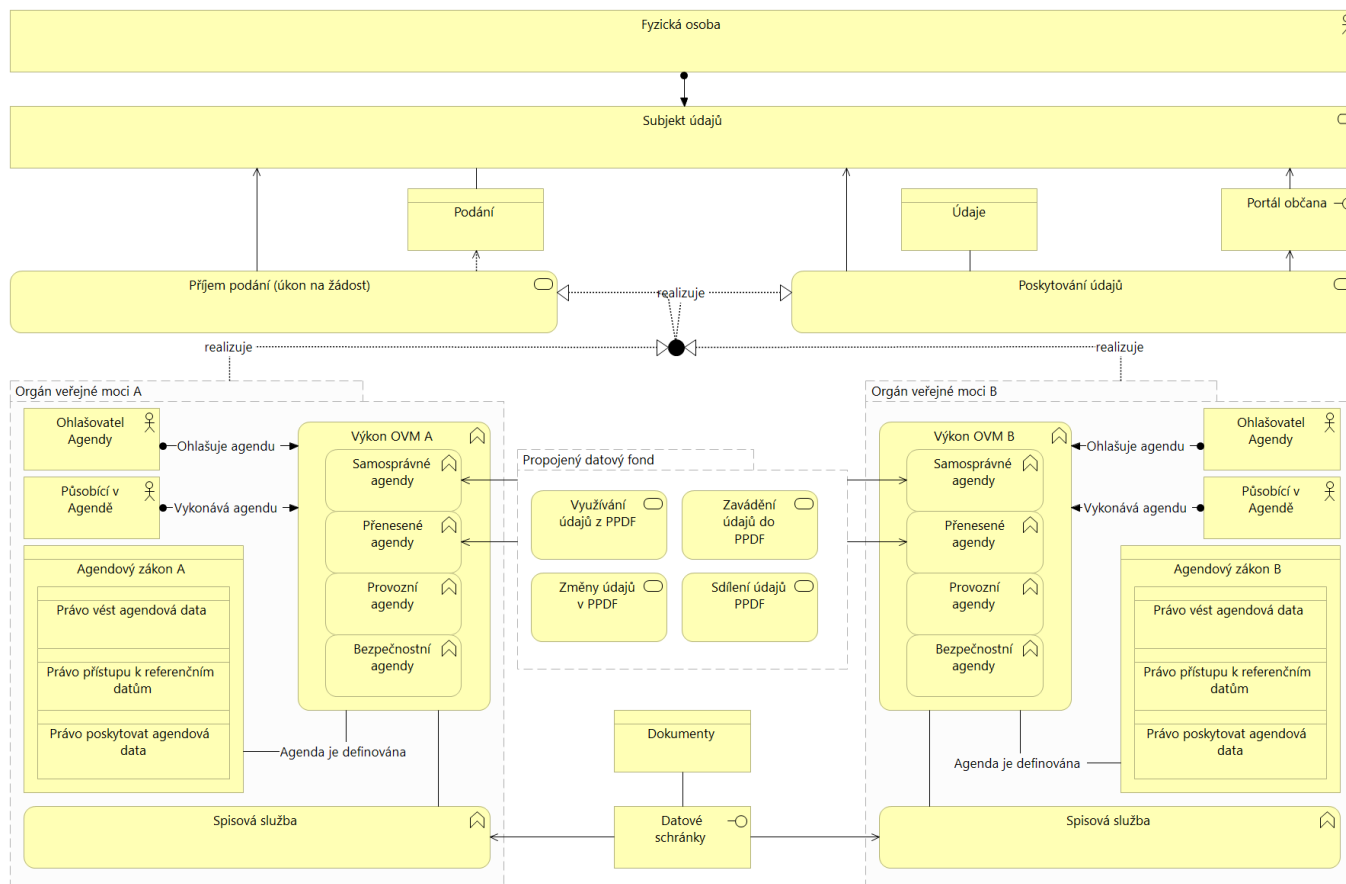 Fyzická osoba
Subjekt údajů
Podání
Údaje
Portál občana
Příjem podání (úkon na žádost)
realizuje
Poskytování údajů
realizuje
realizuje
Orgán veřejné moci A
Ohlašovatel
Agendy
Ohlašuje agendu
Působící v
Agendě
Vykonává agendu
Výkon OVM A
Samosprávné
agendy
Přenesené
agendy
Provozní
agendy
Bezpečnostní
agendy
Agendový zákon A
Právo vést agendová data
Právo přístupu k referenčním
datům
Právo poskytovat agendová
data
Agenda je definována
Spisová služba
Propojený datový fond
Využívání
údajů z PPDF
Zavádění
údajů do
PPDF
Změny údajů
v PPDF
Sdílení údajů
PPDF
Dokumenty
Datové
schránky
Orgán veřejné moci B
Výkon OVM B
Samosprávné
agendy
Přenesené
agendy
Provozní
agendy
Bezpečnostní
agendy
Ohlašuje agendu
Ohlašovatel
Agendy
Vykonává agendu
Působící v
Agendě
Agendový zákon B
Právo vést agendová data
Právo přístupu k referenčním
datům
Právo poskytovat agendová
data
Agenda je definována
Spisová služba